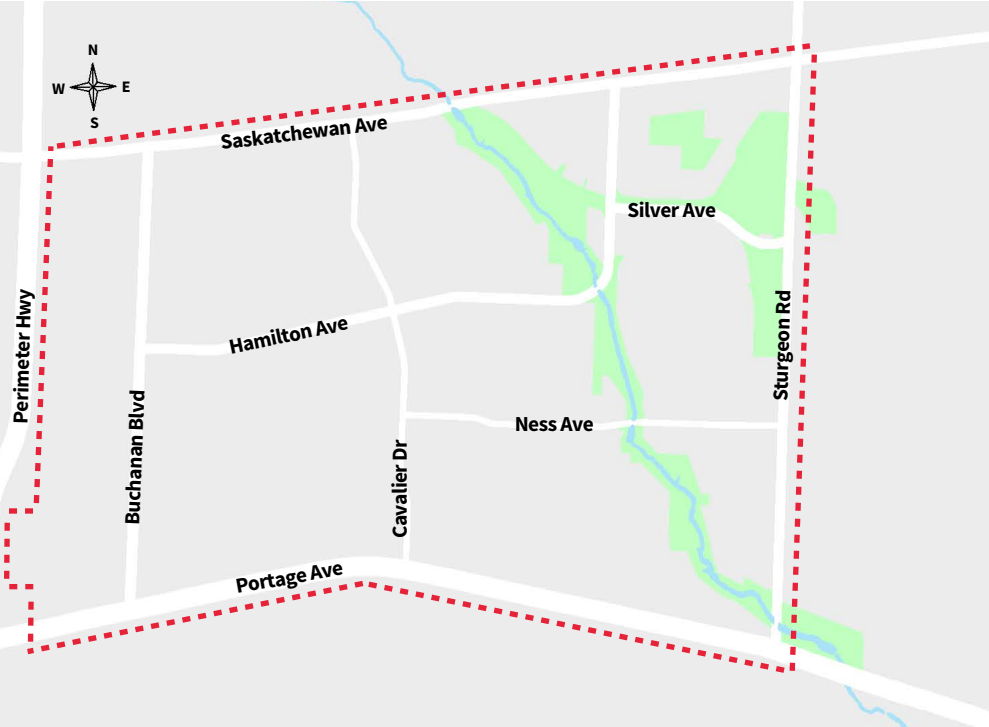 N
W
E
S
Saskatchewan Ave
Silver Ave
Perimeter Hwy
Hamilton Ave
Sturgeon Rd
Buchanan Blvd
Ness Ave
Cavalier Dr
Portage Ave